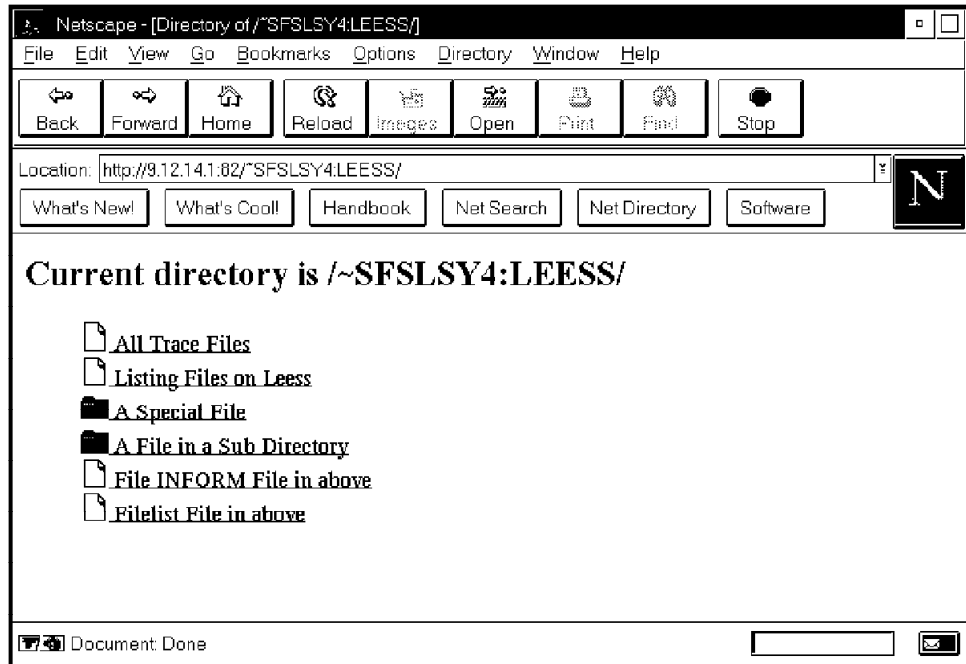 Netscape - [Directory of /~SFSLSY4:LEESS/]
File Edit View Go Bookmarks Options Directory Window Help
Back Forward Home Reload Images Open Print Find Stop
Location: http://9.12.14.1:82/~SFSLSY4:LEESS/
N
What's New! What's Cool! Handbook Net Search Net Directory Software
Current directory is /~SFSLSY4:LEESS/
All Trace Files
Listing Files on Leess
A Special File
A File in a Sub Directory
File INFORM File in above
Filelist File in above
Document: Done